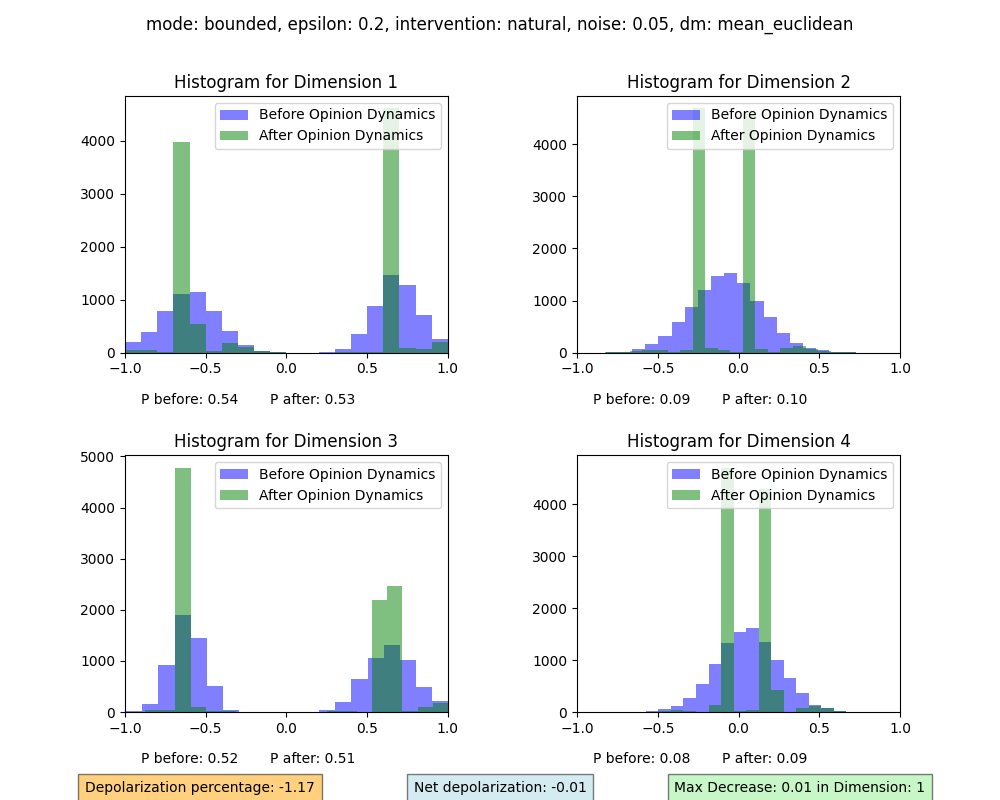 mode: bounded, epsilon: 0.2, intervention: natural, noise: 0.05, dm: mean_euclidean
Histogram for Dimension 1
Before Opinion Dynamics
After Opinion Dynamics
4000
3000
2000
1000
0
−1.0 −0.5 0.0 0.5 1.0
P before: 0.54 P after: 0.53
Histogram for Dimension 2
Before Opinion Dynamics
After Opinion Dynamics
4000
3000
2000
1000
0
−1.0 −0.5 0.0 0.5 1.0
P before: 0.09 P after: 0.10
Histogram for Dimension 3
Before Opinion Dynamics
After Opinion Dynamics
5000
4000
3000
2000
1000
0
−1.0 −0.5 0.0 0.5 1.0
P before: 0.52 P after: 0.51
Histogram for Dimension 4
Before Opinion Dynamics
After Opinion Dynamics
4000
3000
2000
1000
0
−1.0 −0.5 0.0 0.5 1.0
P before: 0.08 P after: 0.09
Depolarization percentage: -1.17
Net depolarization: -0.01
Max Decrease: 0.01 in Dimension: 1